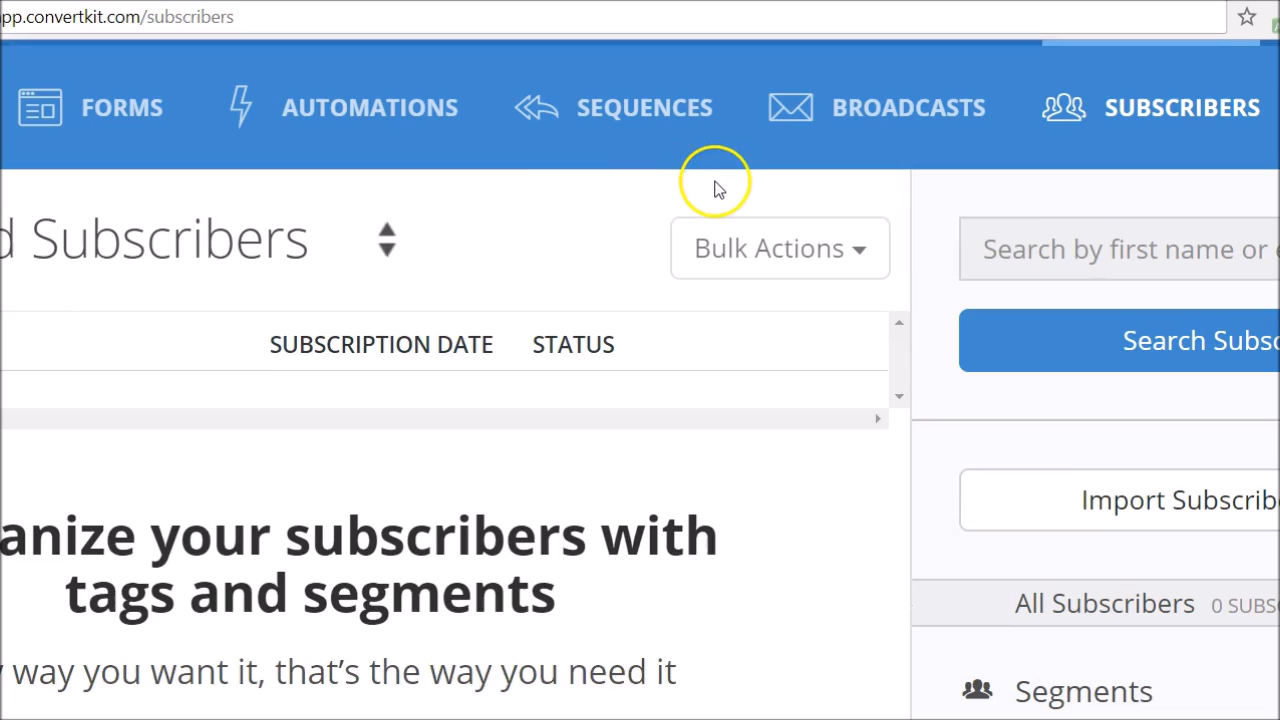 pp.convertkit.com/subscribers
FORMS
AUTOMATIONS
SEQUENCES
BROADCASTS
SUBSCRIBERS
d Subscribers
Bulk Actions
Search by first name or e
Search Subsc
SUBSCRIPTION DATE
STATUS
Import Subscrib
anize your subscribers with
tags and segments
way you want it, that’s the way you need it
All Subscribers 0 SUBS
Segments